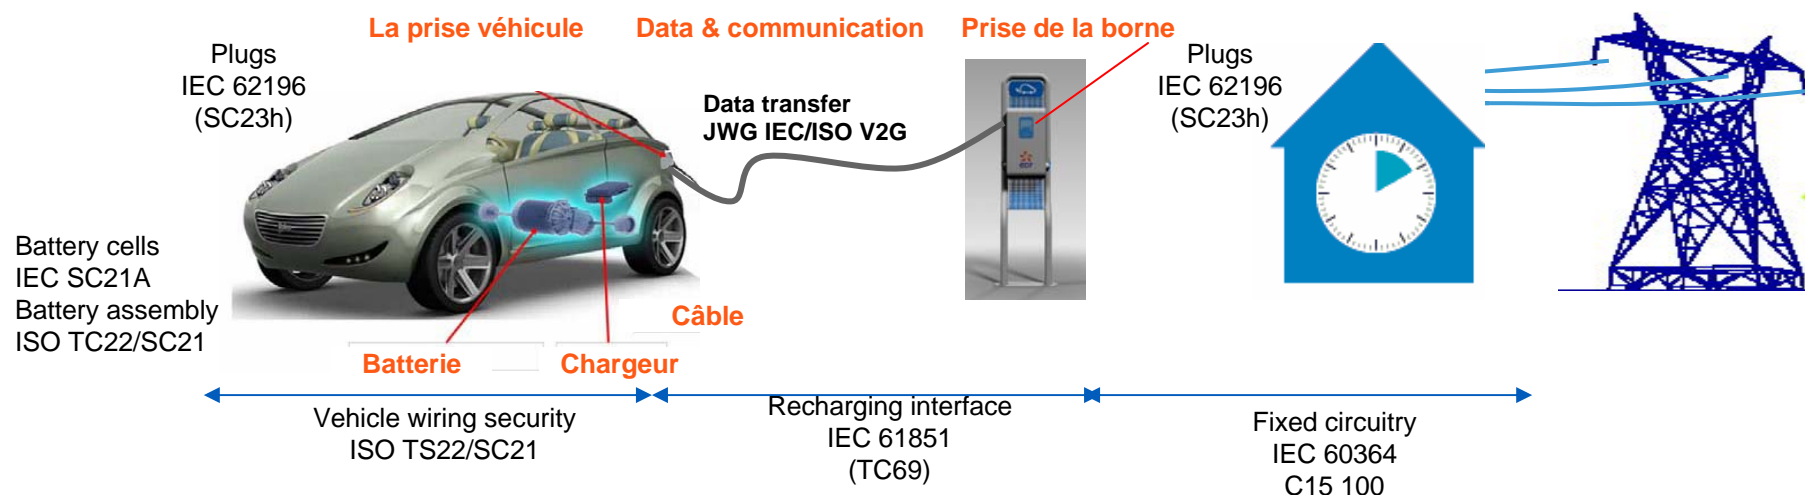 La prise véhicule
Data & communication
Prise de la borne
Plugs
IEC 62196
(SC23h)
Data transfer
JWG IEC/ISO V2G
Plugs
IEC 62196
(SC23h)
Battery cells
IEC SC21A
Battery assembly
ISO TC22/SC21
Câble
Batterie
Chargeur
Vehicle wiring security
ISO TS22/SC21
Recharging interface
IEC 61851
(TC69)
Fixed circuitry
IEC 60364
C15 100